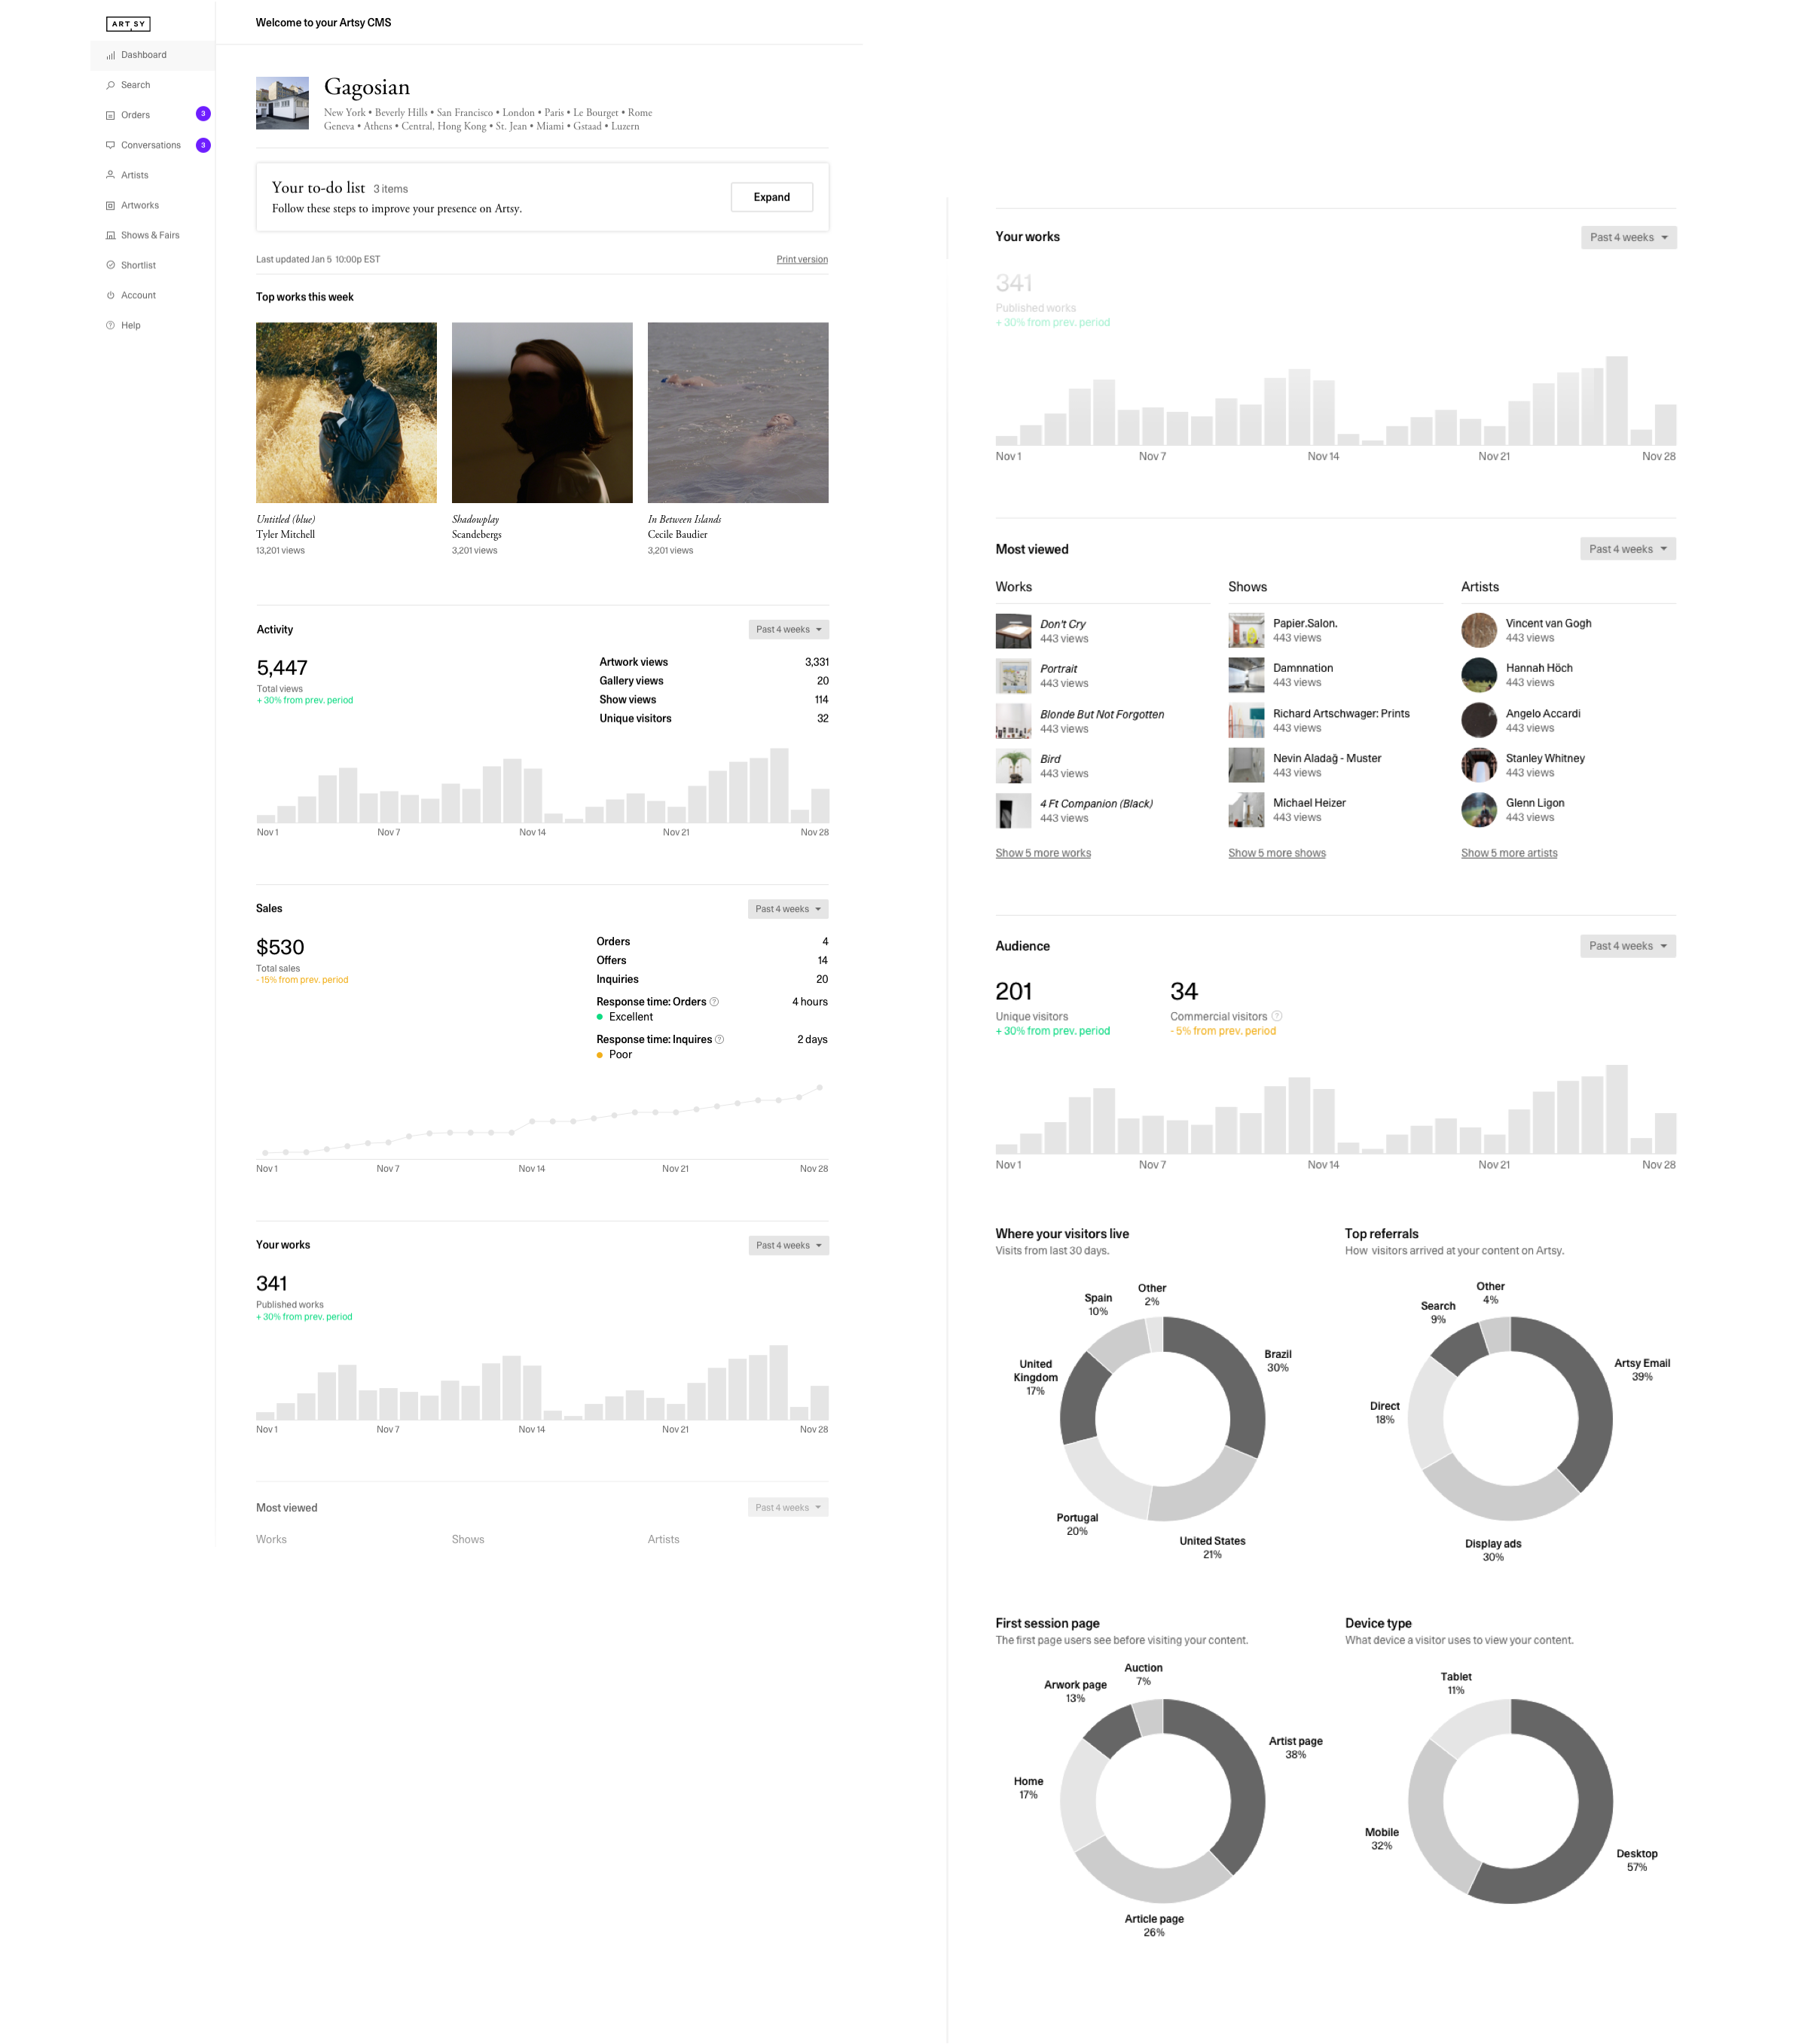 ARTSY
Dashboard
Search
Orders 3
Conversations 3
Artists
Artworks
Shows & Fairs
Shortlist
Account
Help
Welcome to your Artsy CMS
Gagosian
New York • Beverly Hills • San Francisco • London • Paris • Le Bourget • Rome
Geneva • Athens • Central, Hong Kong • St. Jean • Miami • Gstaad • Luzern
Your to-do list 3 items
Follow these steps to improve your presence on Artsy.
Expand
Last updated Jan 5 10:00p EST
Print version
Top works this week
Untitled (blue)
Tyler Mitchell
13,201 views
Shadowplay
Scandebergs
3,201 views
In Between Islands
Cecile Baudier
3,201 views
Activity
Past 4 weeks
5,447
Total views
+ 30% from prev. period
Artwork views 3,331
Gallery views 20
Show views 114
Unique visitors 32
Nov 1 Nov 7 Nov 14 Nov 21 Nov 28
Sales
Past 4 weeks
$530
Total sales
- 15% from prev. period
Orders 4
Offers 14
Inquiries 20
Response time: Orders ? 4 hours
Excellent
Response time: Inquires ? 2 days
Poor
Nov 1 Nov 7 Nov 14 Nov 21 Nov 28
Your works
Past 4 weeks
341
Published works
+ 30% from prev. period
Nov 1 Nov 7 Nov 14 Nov 21 Nov 28
Most viewed
Past 4 weeks
Works Shows Artists
Your works
Past 4 weeks
341
Published works
+ 30% from prev. period
Nov 1 Nov 7 Nov 14 Nov 21 Nov 28
Most viewed
Past 4 weeks
Works
Don't Cry
443 views
Portrait
443 views
Blonde But Not Forgotten
443 views
Bird
443 views
4 Ft Companion (Black)
443 views
Show 5 more works
Shows
Papier.Salon.
443 views
Damnnation
443 views
Richard Artschwager: Prints
443 views
Nevin Aladağ - Muster
443 views
Michael Heizer
443 views
Show 5 more shows
Artists
Vincent van Gogh
443 views
Hannah Höch
443 views
Angelo Accardi
443 views
Stanley Whitney
443 views
Glenn Ligon
443 views
Show 5 more artists
Audience
Past 4 weeks
201
Unique visitors
+ 30% from prev. period
34
Commercial visitors ?
- 5% from prev. period
Nov 1 Nov 7 Nov 14 Nov 21 Nov 28
Where your visitors live
Visits from last 30 days.
Other
2%
Spain
10%
Brazil
30%
United
Kingdom
17%
Portugal
20%
United States
21%
Top referrals
How visitors arrived at your content on Artsy.
Other
4%
Search
9%
Artsy Email
39%
Direct
18%
Display ads
30%
First session page
The first page users see before visiting your content.
Auction
7%
Arwork page
13%
Artist page
38%
Home
17%
Article page
26%
Device type
What device a visitor uses to view your content.
Tablet
11%
Mobile
32%
Desktop
57%